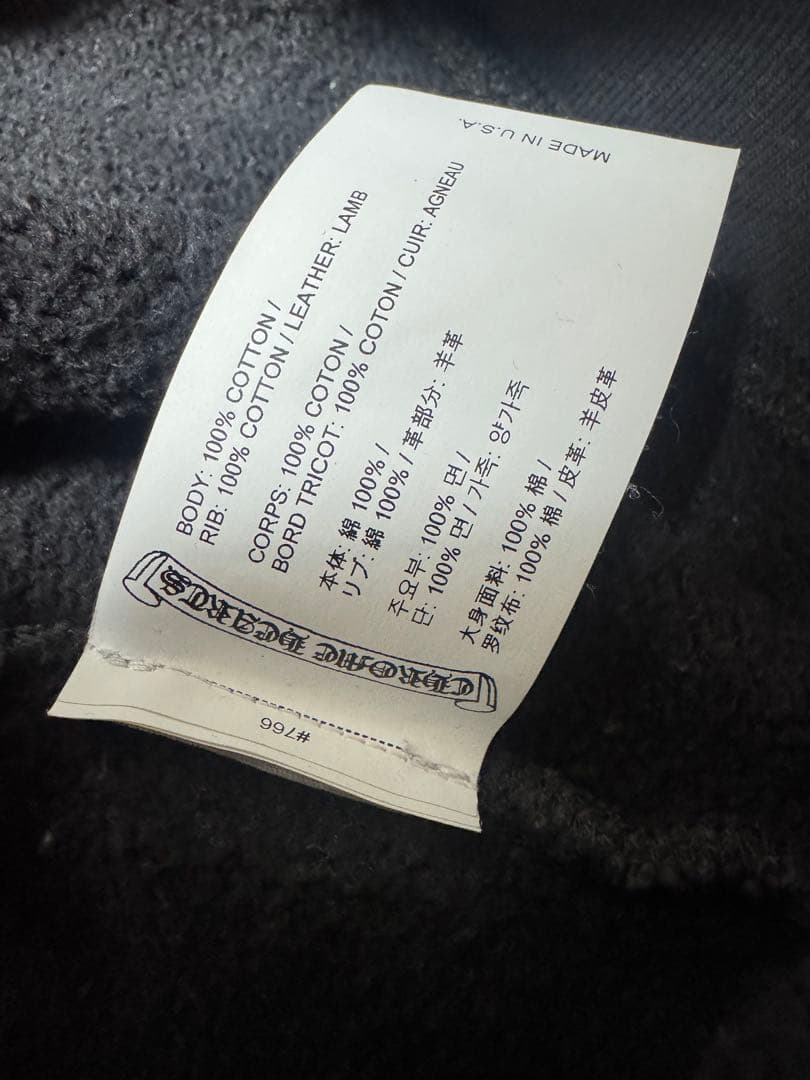 CHROME HEARTS
BODY: 100% COTTON /
RIB: 100% COTTON / LEATHER: LAMB
CORPS: 100% COTON /
BORD TRICOT: 100% COTON / CUIR: AGNEAU
本体: 綿 100% /
リブ: 綿 100% / 革部分: 羊革
주요부: 100% 면 /
단: 100% 면 / 가족: 양가족
大身面料: 100% 棉 /
罗纹布: 100% 棉 / 皮革: 羊皮革
MADE IN U.S.A.
#766